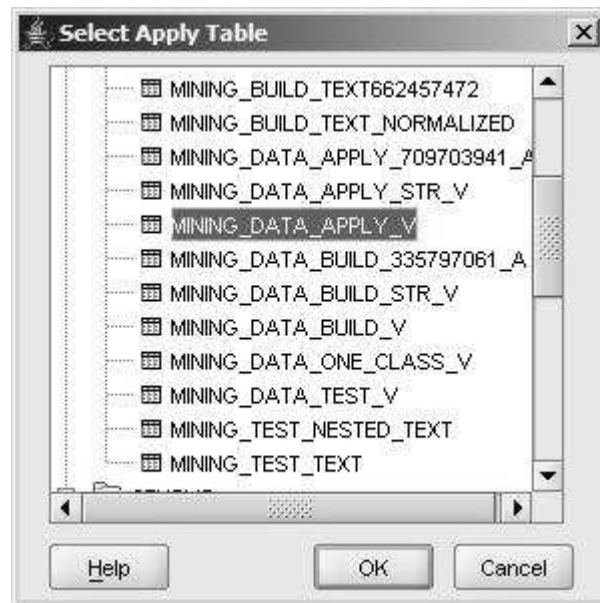 Select Apply Table
MINING_BUILD_TEXT662457472
MINING_BUILD_TEXT_NORMALIZED
MINING_DATA_APPLY_709703941_A
MINING_DATA_APPLY_STR_V
MINING_DATA_APPLY_V
MINING_DATA_BUILD_335797061_A
MINING_DATA_BUILD_STR_V
MINING_DATA_BUILD_V
MINING_DATA_ONE_CLASS_V
MINING_DATA_TEST_V
MINING_TEST_NESTED_TEXT
MINING_TEST_TEXT
Help OK Cancel